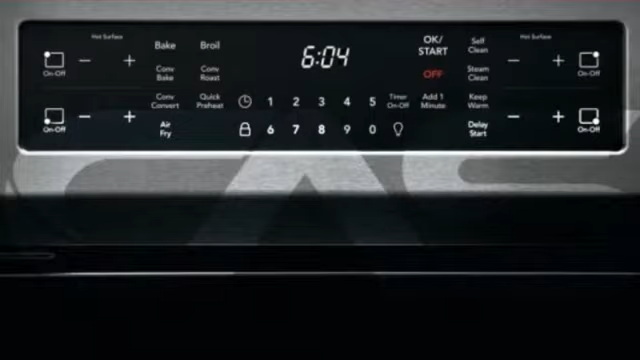 Hot Surface
On-Off
On-Off
Bake
Broil
Conv
Bake
Conv
Roast
Conv
Convert
Quick
Preheat
Air
Fry
6:04
1 2 3 4 5
6 7 8 9 0
Timer
On-Off
OK/
START
OFF
Add 1
Minute
Self
Clean
Steam
Clean
Keep
Warm
Delay
Start
Hot Surface
On-Off
On-Off